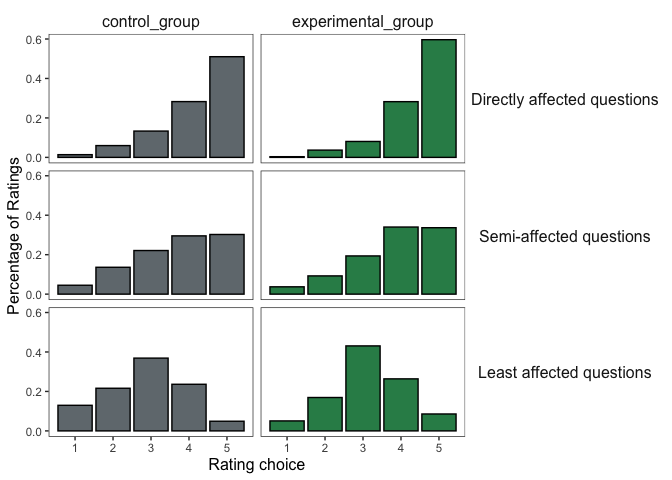 control_group experimental_group
0.6
0.4
0.2
0.0
Directly affected questions
0.6
0.4
0.2
0.0
Semi-affected questions
0.6
0.4
0.2
0.0
Least affected questions
Percentage of Ratings
1 2 3 4 5 1 2 3 4 5
Rating choice